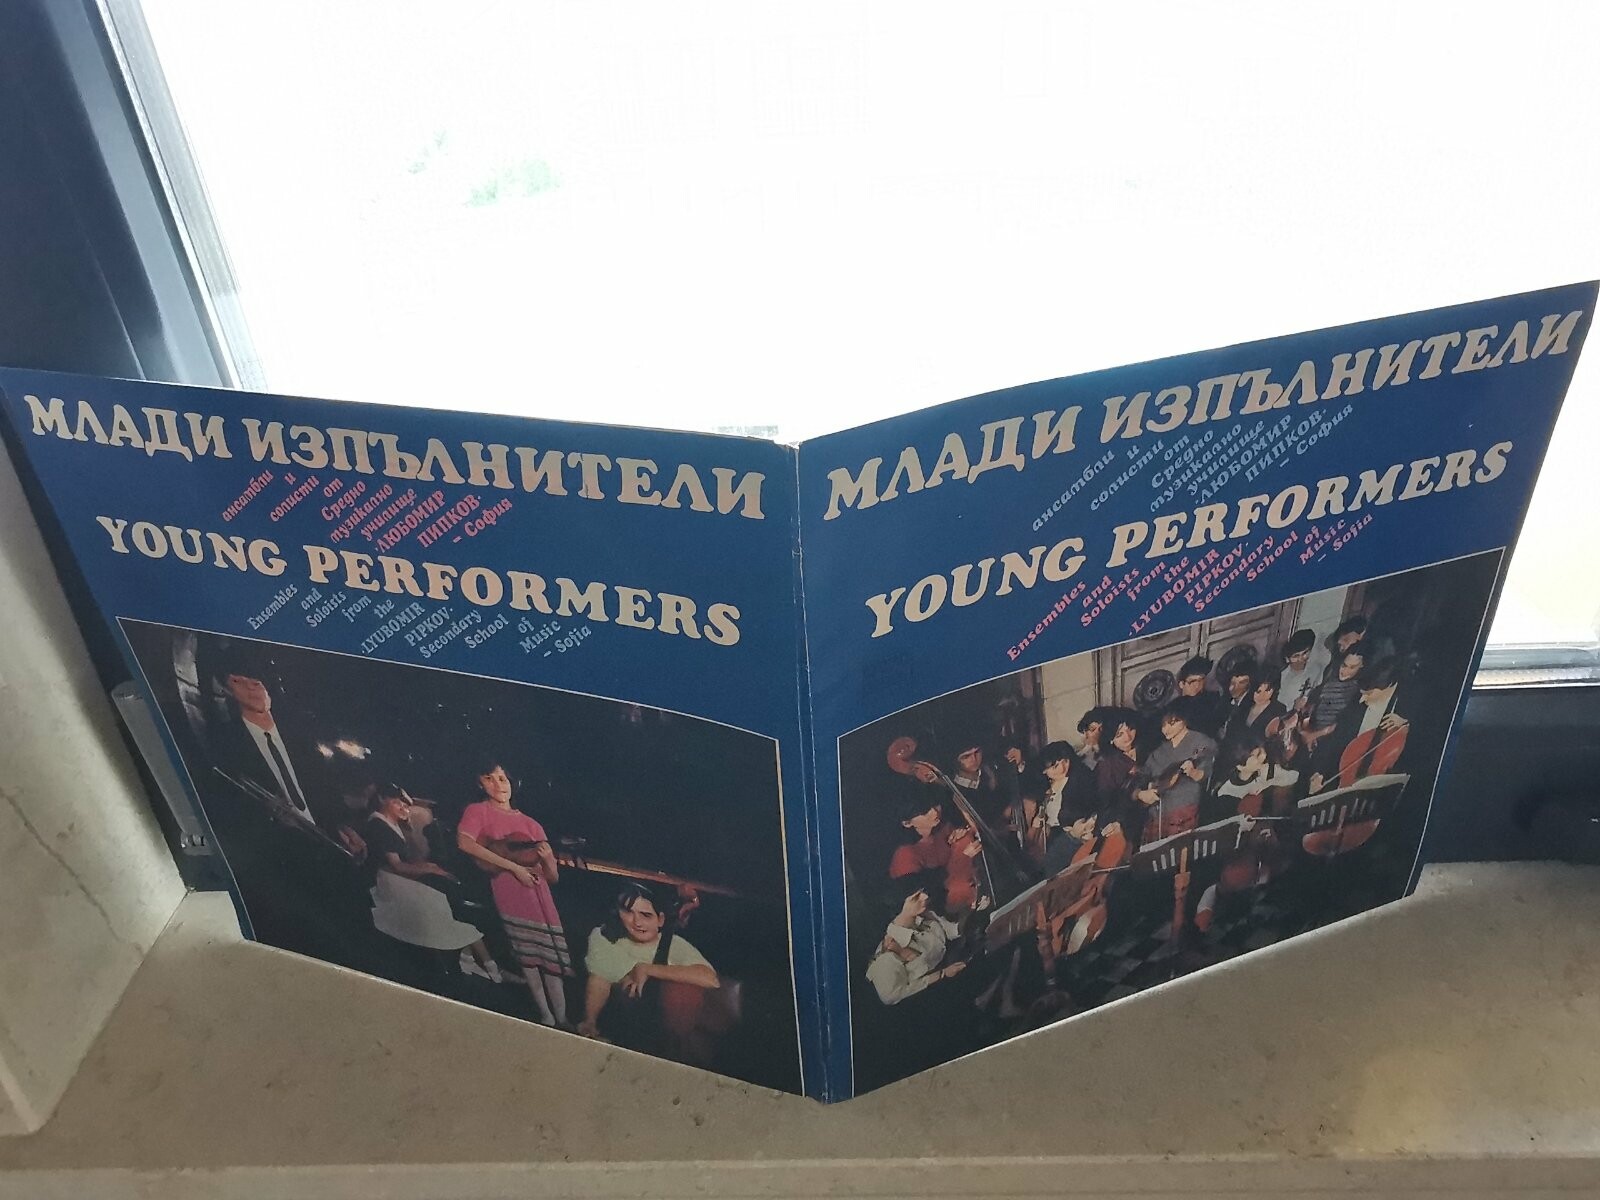 МЛАДИ ИЗПЪЛНИТЕЛИ
ансамбли
и
солисти
от
Средно
музикално
училище
·ЛЮБОМИР
ПИПКОВ·
– София
YOUNG PERFORMERS
Ensembles
and
Soloists
from
the
·LYUBOMIR
PIPKOV·
Secondary
School
of
Music
– Sofia
МЛАДИ ИЗПЪЛНИТЕЛИ
ансамбли
и
солисти
от
Средно
музикално
училище
·ЛЮБОМИР
ПИПКОВ·
– София
YOUNG PERFORMERS
Ensembles
and
Soloists
from
the
·LYUBOMIR
PIPKOV·
Secondary
School of
Music
– Sofia